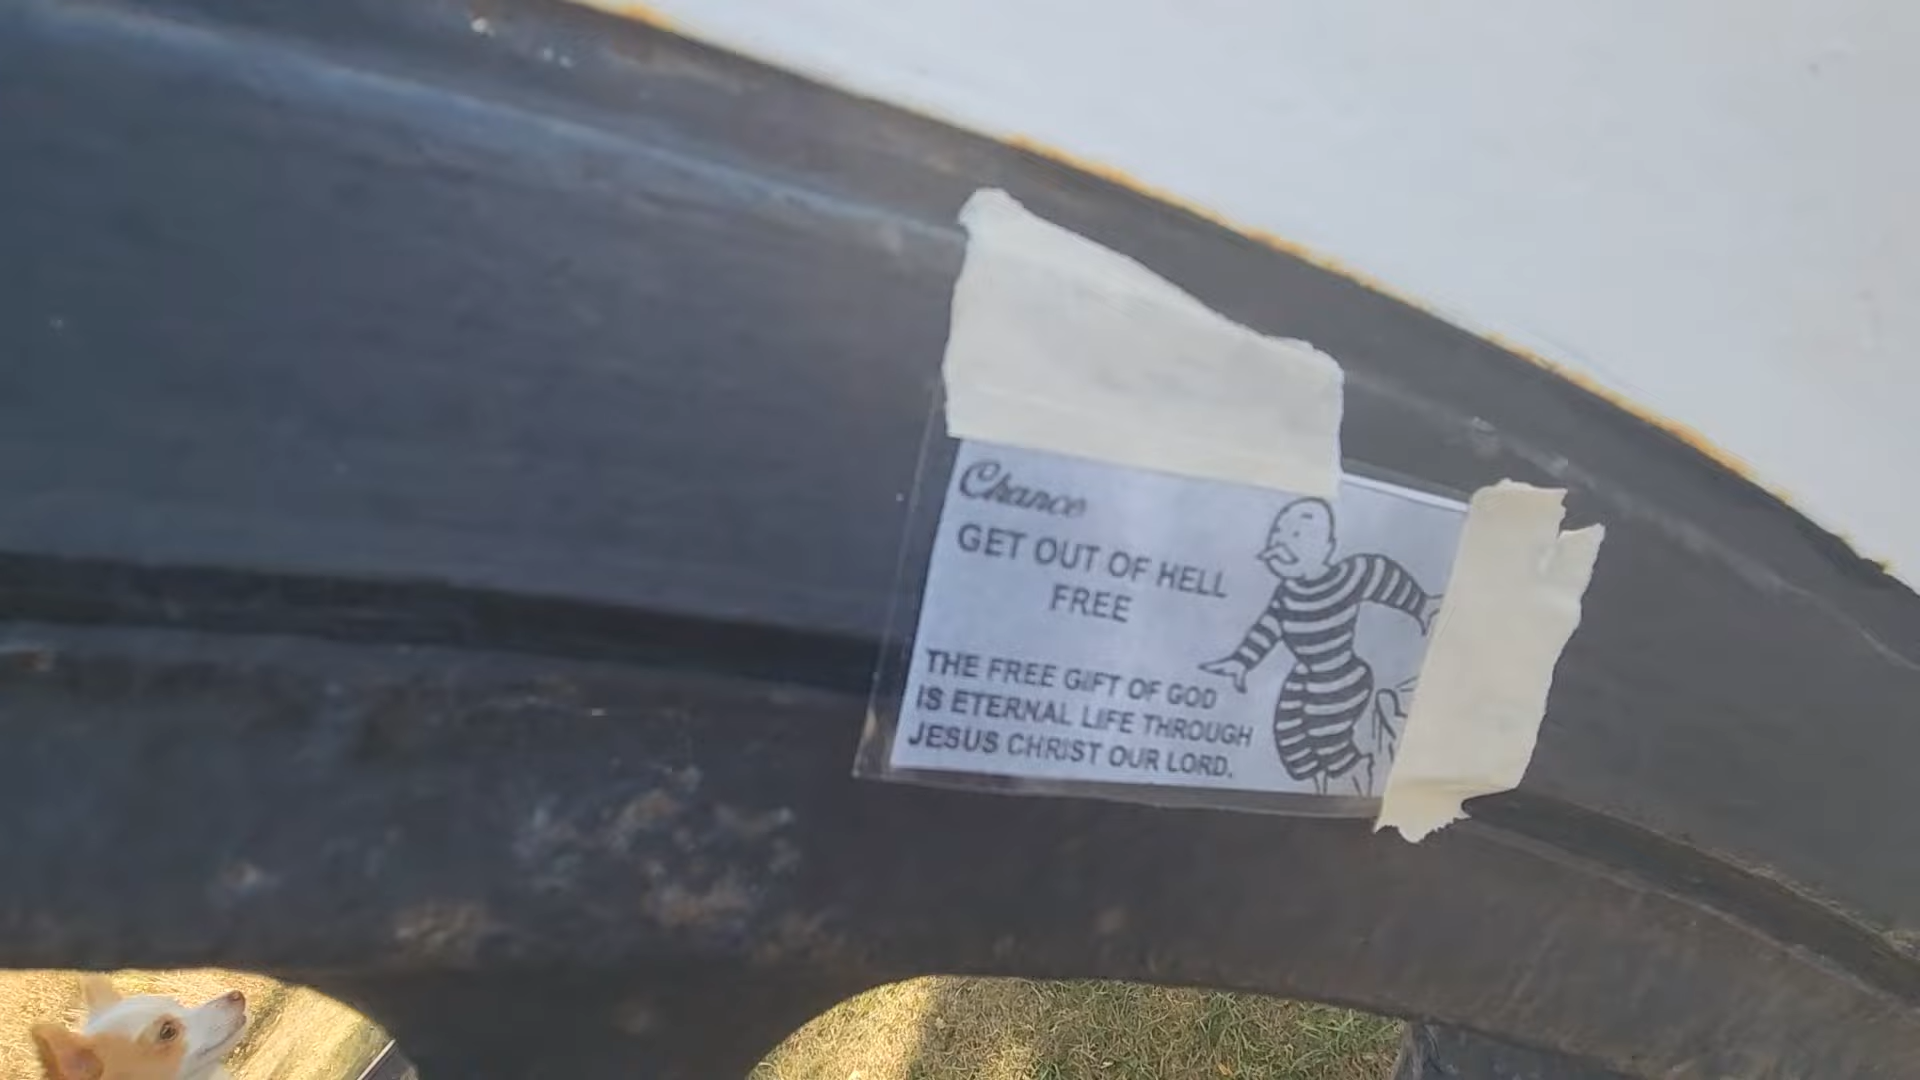 Chance
GET OUT OF HELL
FREE
THE FREE GIFT OF GOD
IS ETERNAL LIFE THROUGH
JESUS CHRIST OUR LORD.